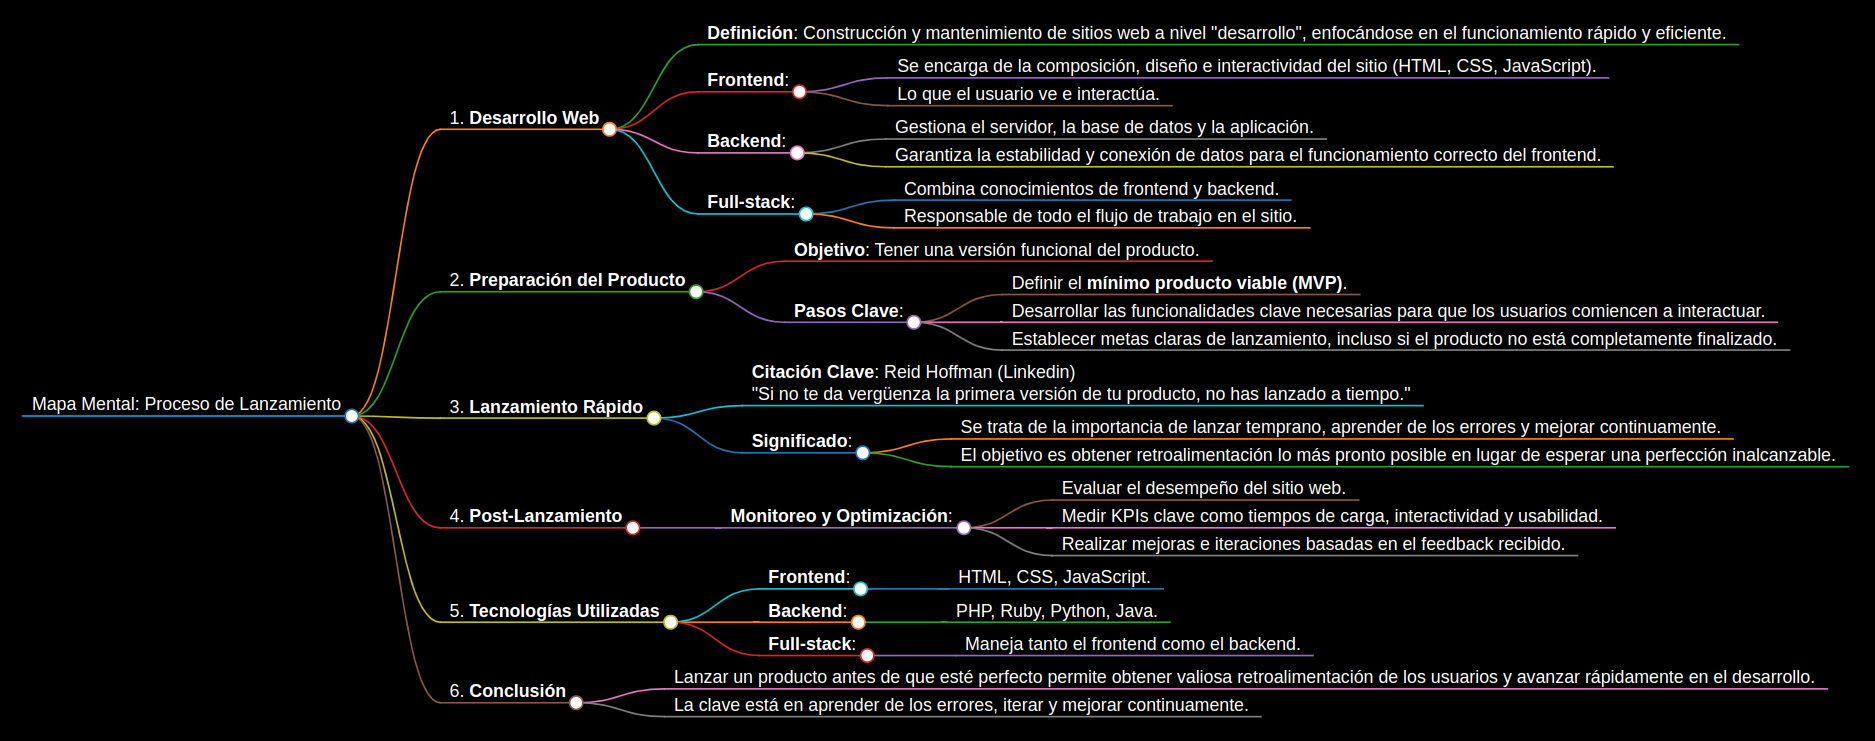 Mapa Mental: Proceso de Lanzamiento
1. Desarrollo Web
Definición: Construcción y mantenimiento de sitios web a nivel "desarrollo", enfocándose en el funcionamiento rápido y eficiente.
Frontend:
Se encarga de la composición, diseño e interactividad del sitio (HTML, CSS, JavaScript).
Lo que el usuario ve e interactúa.
Backend:
Gestiona el servidor, la base de datos y la aplicación.
Garantiza la estabilidad y conexión de datos para el funcionamiento correcto del frontend.
Full-stack:
Combina conocimientos de frontend y backend.
Responsable de todo el flujo de trabajo en el sitio.
2. Preparación del Producto
Objetivo: Tener una versión funcional del producto.
Pasos Clave:
Definir el mínimo producto viable (MVP).
Desarrollar las funcionalidades clave necesarias para que los usuarios comiencen a interactuar.
Establecer metas claras de lanzamiento, incluso si el producto no está completamente finalizado.
3. Lanzamiento Rápido
Citación Clave: Reid Hoffman (Linkedin)
"Si no te da vergüenza la primera versión de tu producto, no has lanzado a tiempo."
Significado:
Se trata de la importancia de lanzar temprano, aprender de los errores y mejorar continuamente.
El objetivo es obtener retroalimentación lo más pronto posible en lugar de esperar una perfección inalcanzable.
4. Post-Lanzamiento
Monitoreo y Optimización:
Evaluar el desempeño del sitio web.
Medir KPIs clave como tiempos de carga, interactividad y usabilidad.
Realizar mejoras e iteraciones basadas en el feedback recibido.
5. Tecnologías Utilizadas
Frontend:
HTML, CSS, JavaScript.
Backend:
PHP, Ruby, Python, Java.
Full-stack:
Maneja tanto el frontend como el backend.
6. Conclusión
Lanzar un producto antes de que esté perfecto permite obtener valiosa retroalimentación de los usuarios y avanzar rápidamente en el desarrollo.
La clave está en aprender de los errores, iterar y mejorar continuamente.